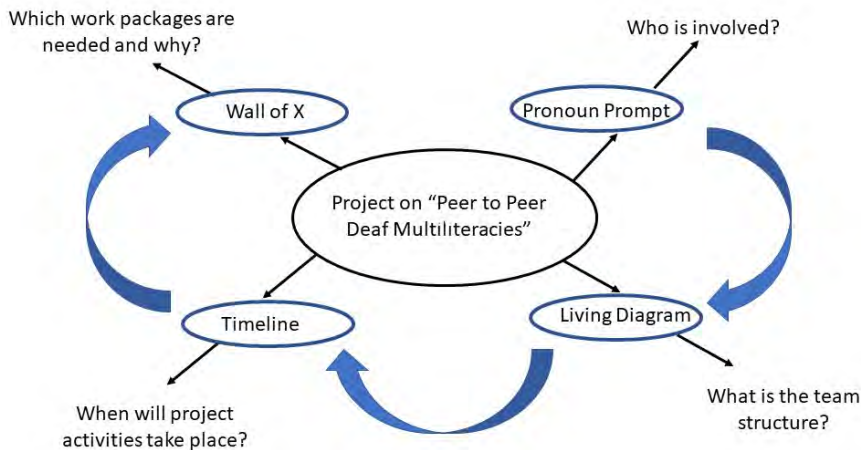 Which work packages are
needed and why?
Who is involved?
Wall of X
Pronoun Prompt
Project on “Peer to Peer
Deaf Multiliteracies”
Timeline
Living Diagram
When will project
activities take place?
What is the team
structure?